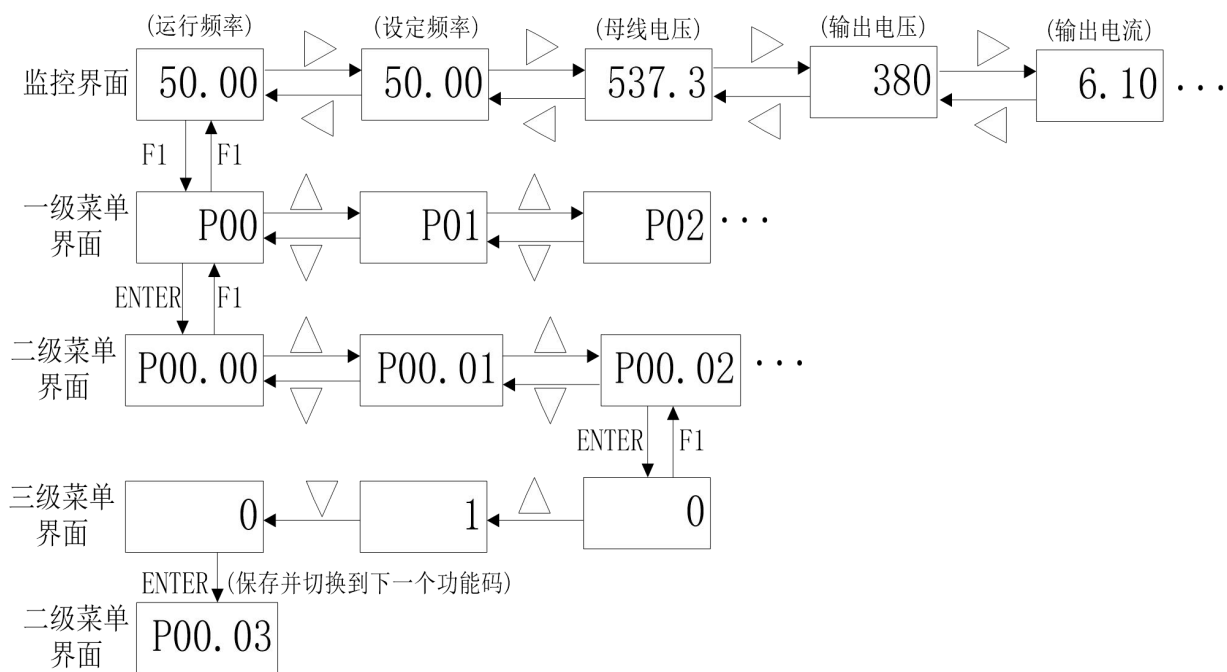 (运行频率) (设定频率) (母线电压) (输出电压) (输出电流)
监控界面 50.00 50.00 537.3 380 6.10 ···
F1 F1
一级菜单界面 P00 P01 P02 ···
ENTER F1
二级菜单界面 P00.00 P00.01 P00.02 ···
ENTER F1
三级菜单界面 0 1 0
ENTER (保存并切换到下一个功能码)
二级菜单界面 P00.03